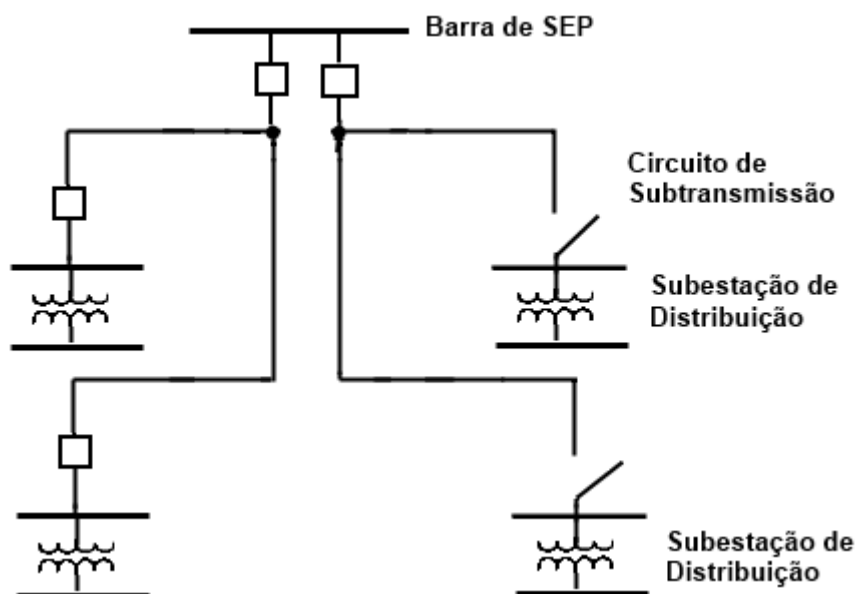 Barra de SEP
Circuito de
Subtransmissão
Subestação de
Distribuição
Subestação de
Distribuição